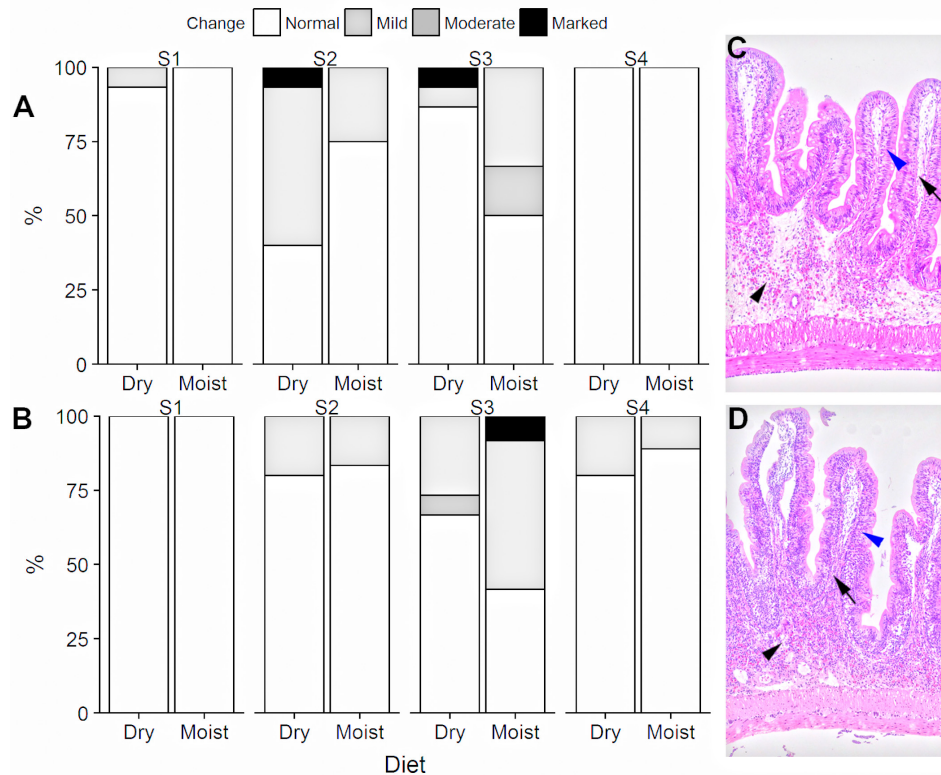 Change Normal Mild Moderate Marked
A
S1 S2 S3 S4
100
75
50
25
0
%
Dry Moist Dry Moist Dry Moist Dry Moist
B
S1 S2 S3 S4
100
75
50
25
0
%
Dry Moist Dry Moist Dry Moist Dry Moist
Diet
C
D